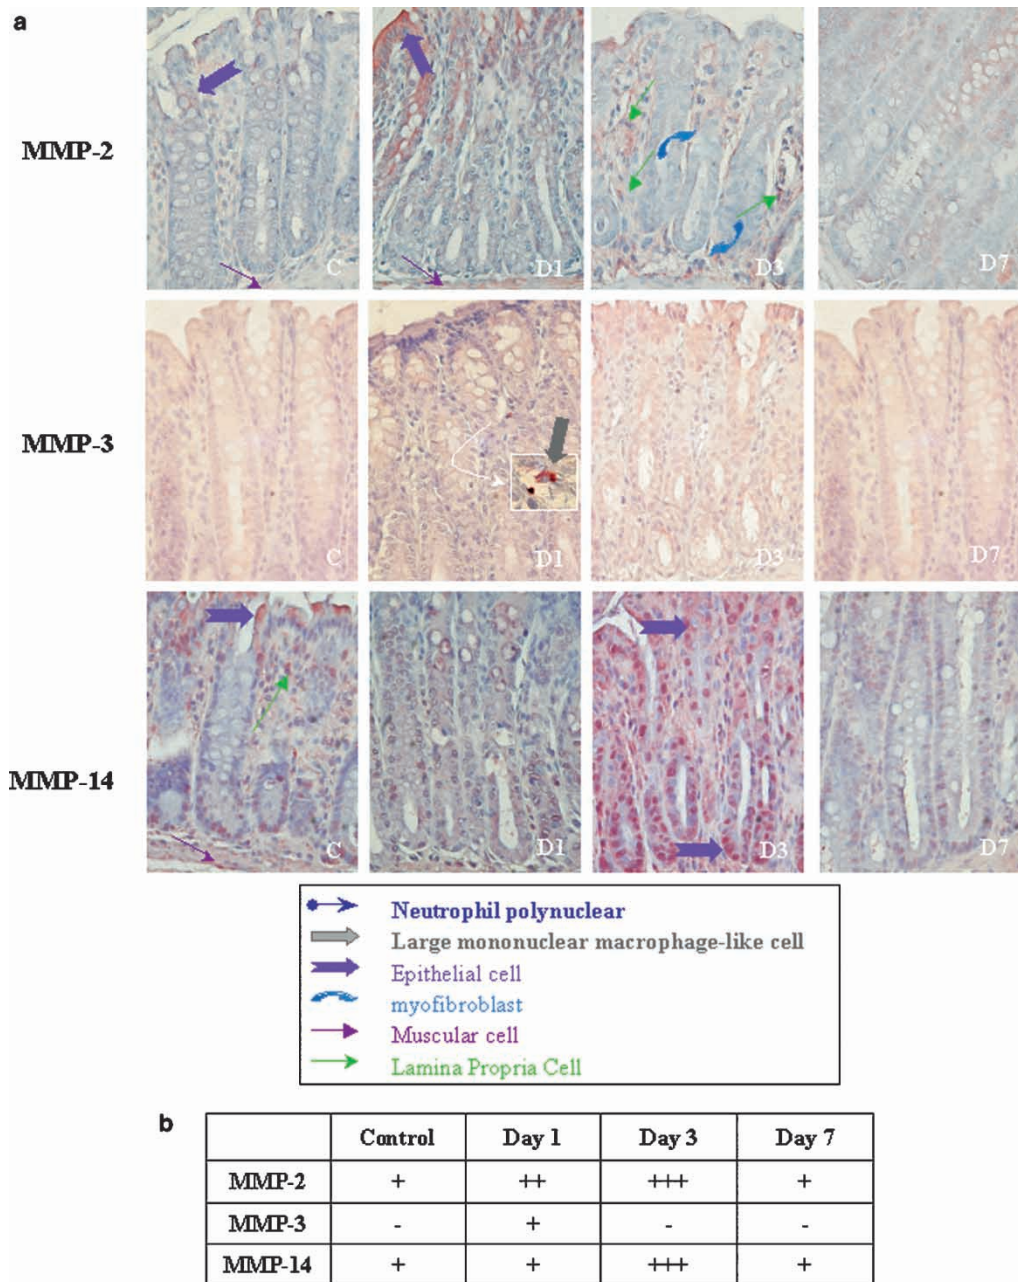 a
MMP-2
C
D1
D3
D7
MMP-3
C
D1
D3
D7
MMP-14
C
D1
D3
D7
Neutrophil polynuclear
Large mononuclear macrophage-like cell
Epithelial cell
myofibroblast
Muscular cell
Lamina Propria Cell
b
Control Day 1 Day 3 Day 7
MMP-2 + ++ +++ +
MMP-3 - + - -
MMP-14 + + +++ +